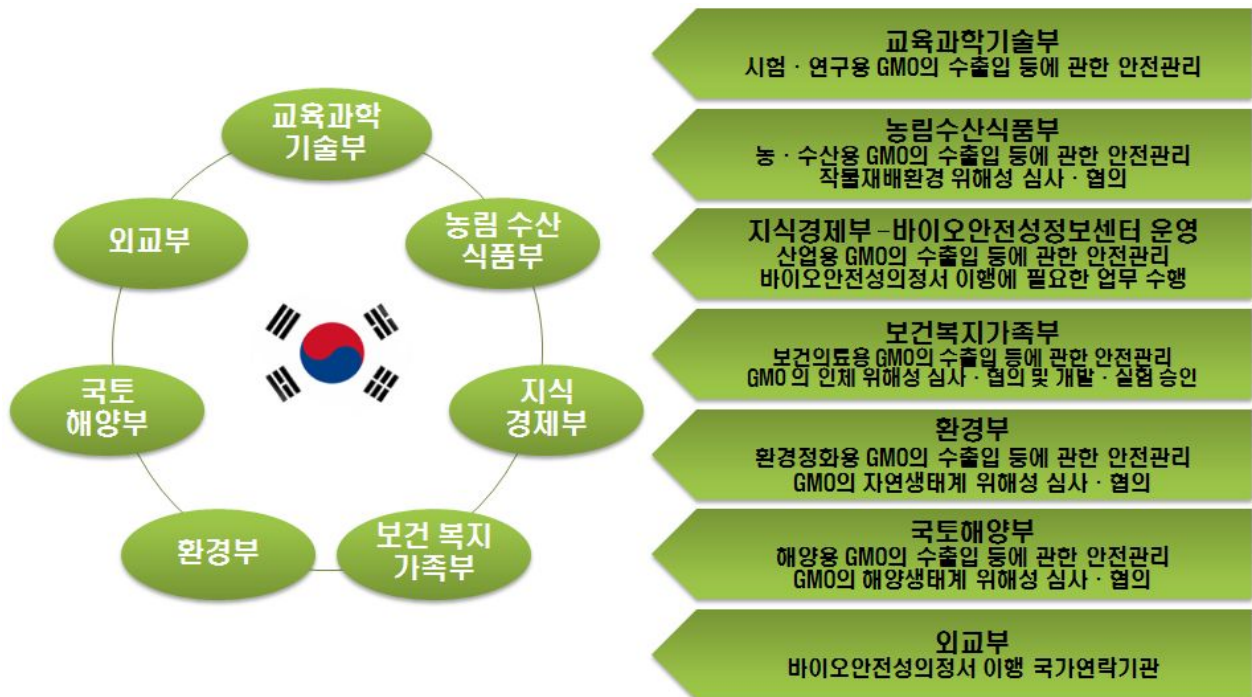 교육과학
기술부
농림 수산
식품부
지식
경제부
보건 복지
가족부
환경부
국토
해양부
외교부
교육과학기술부
시험 · 연구용 GMO의 수출입 등에 관한 안전관리
농림수산식품부
농 · 수산용 GMO의 수출입 등에 관한 안전관리
작물재배환경 위해성 심사 · 협의
지식경제부 –바이오안전성정보센터 운영
산업용 GMO의 수출입 등에 관한 안전관리
바이오안전성의정서 이행에 필요한 업무 수행
보건복지가족부
보건의료용 GMO의 수출입 등에 관한 안전관리
GMO 의 인체 위해성 심사 · 협의 및 개발 · 실험 승인
환경부
환경정화용 GMO의 수출입 등에 관한 안전관리
GMO의 자연생태계 위해성 심사 · 협의
국토해양부
해양용 GMO의 수출입 등에 관한 안전관리
GMO의 해양생태계 위해성 심사 · 협의
외교부
바이오안전성의정서 이행 국가연락기관